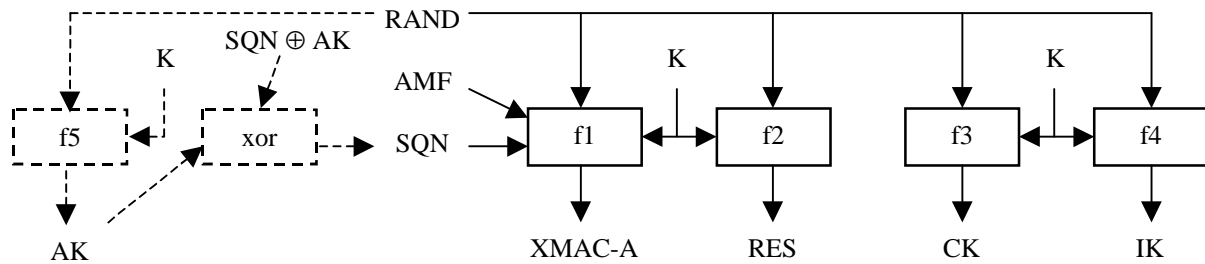 RAND
SQN ⊕ AK
K
K
K
AMF
f5
xor
SQN
f1
f2
f3
f4
AK
XMAC-A
RES
CK
IK